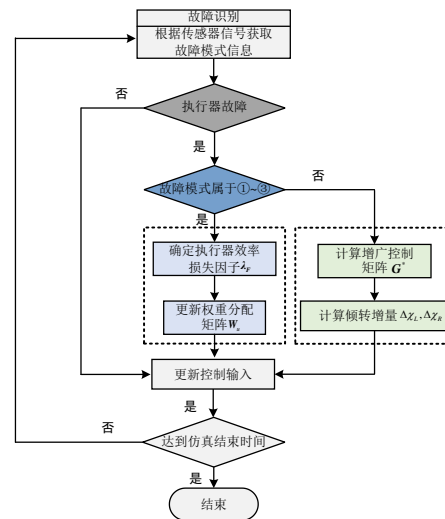 故障识别
根据传感器信号获取
故障模式信息
否
执行器故障
是
否
故障模式属于①~③
是
确定执行器效率
损失因子λ_F
计算增广控制
矩阵 G*
更新权重分配
矩阵W_u
计算倾转增量Δχ_L,Δχ_R
更新控制输入
是
否
达到仿真结束时间
是
结束